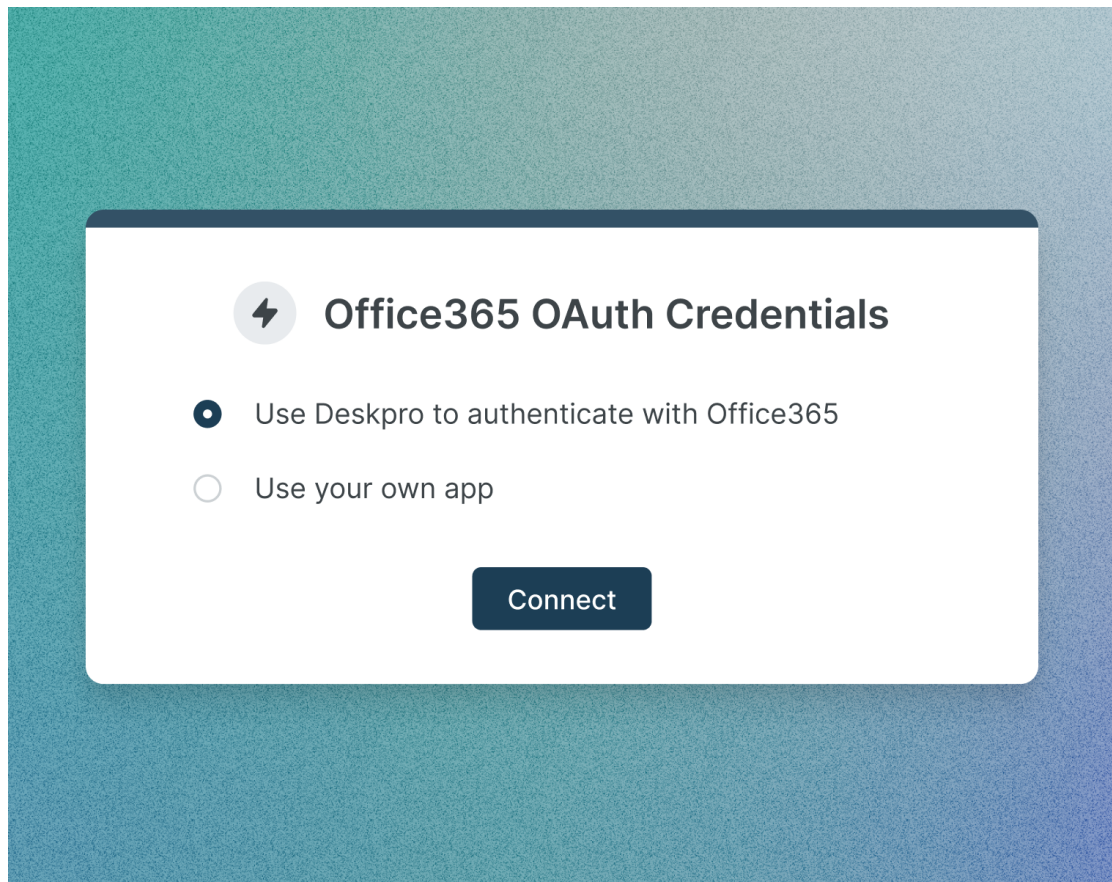 Office365 OAuth Credentials
Use Deskpro to authenticate with Office365
Use your own app
Connect